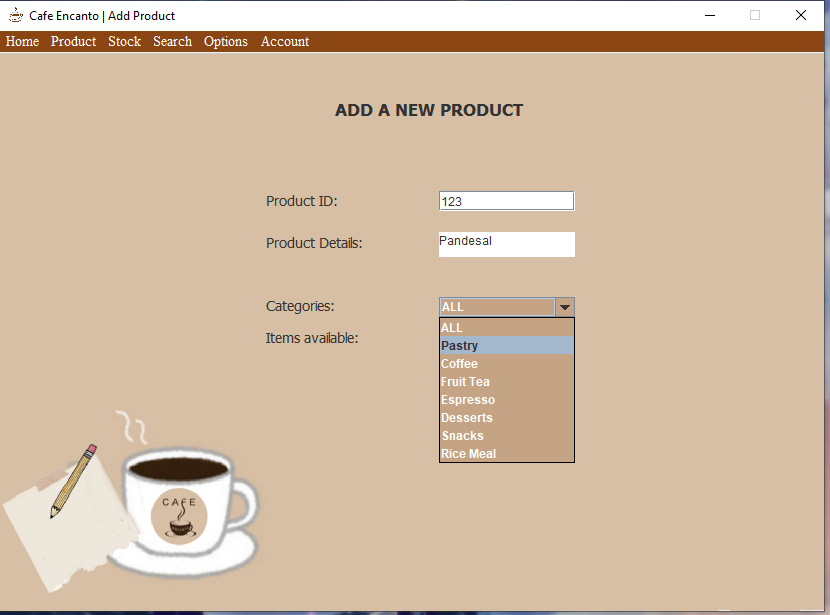 Cafe Encanto | Add Product
Home Product Stock Search Options Account
ADD A NEW PRODUCT
Product ID: 123
Product Details: Pandesal
Categories: ALL
ALL
Items available:
Pastry
Coffee
Fruit Tea
Espresso
Desserts
Snacks
Rice Meal
CAFE